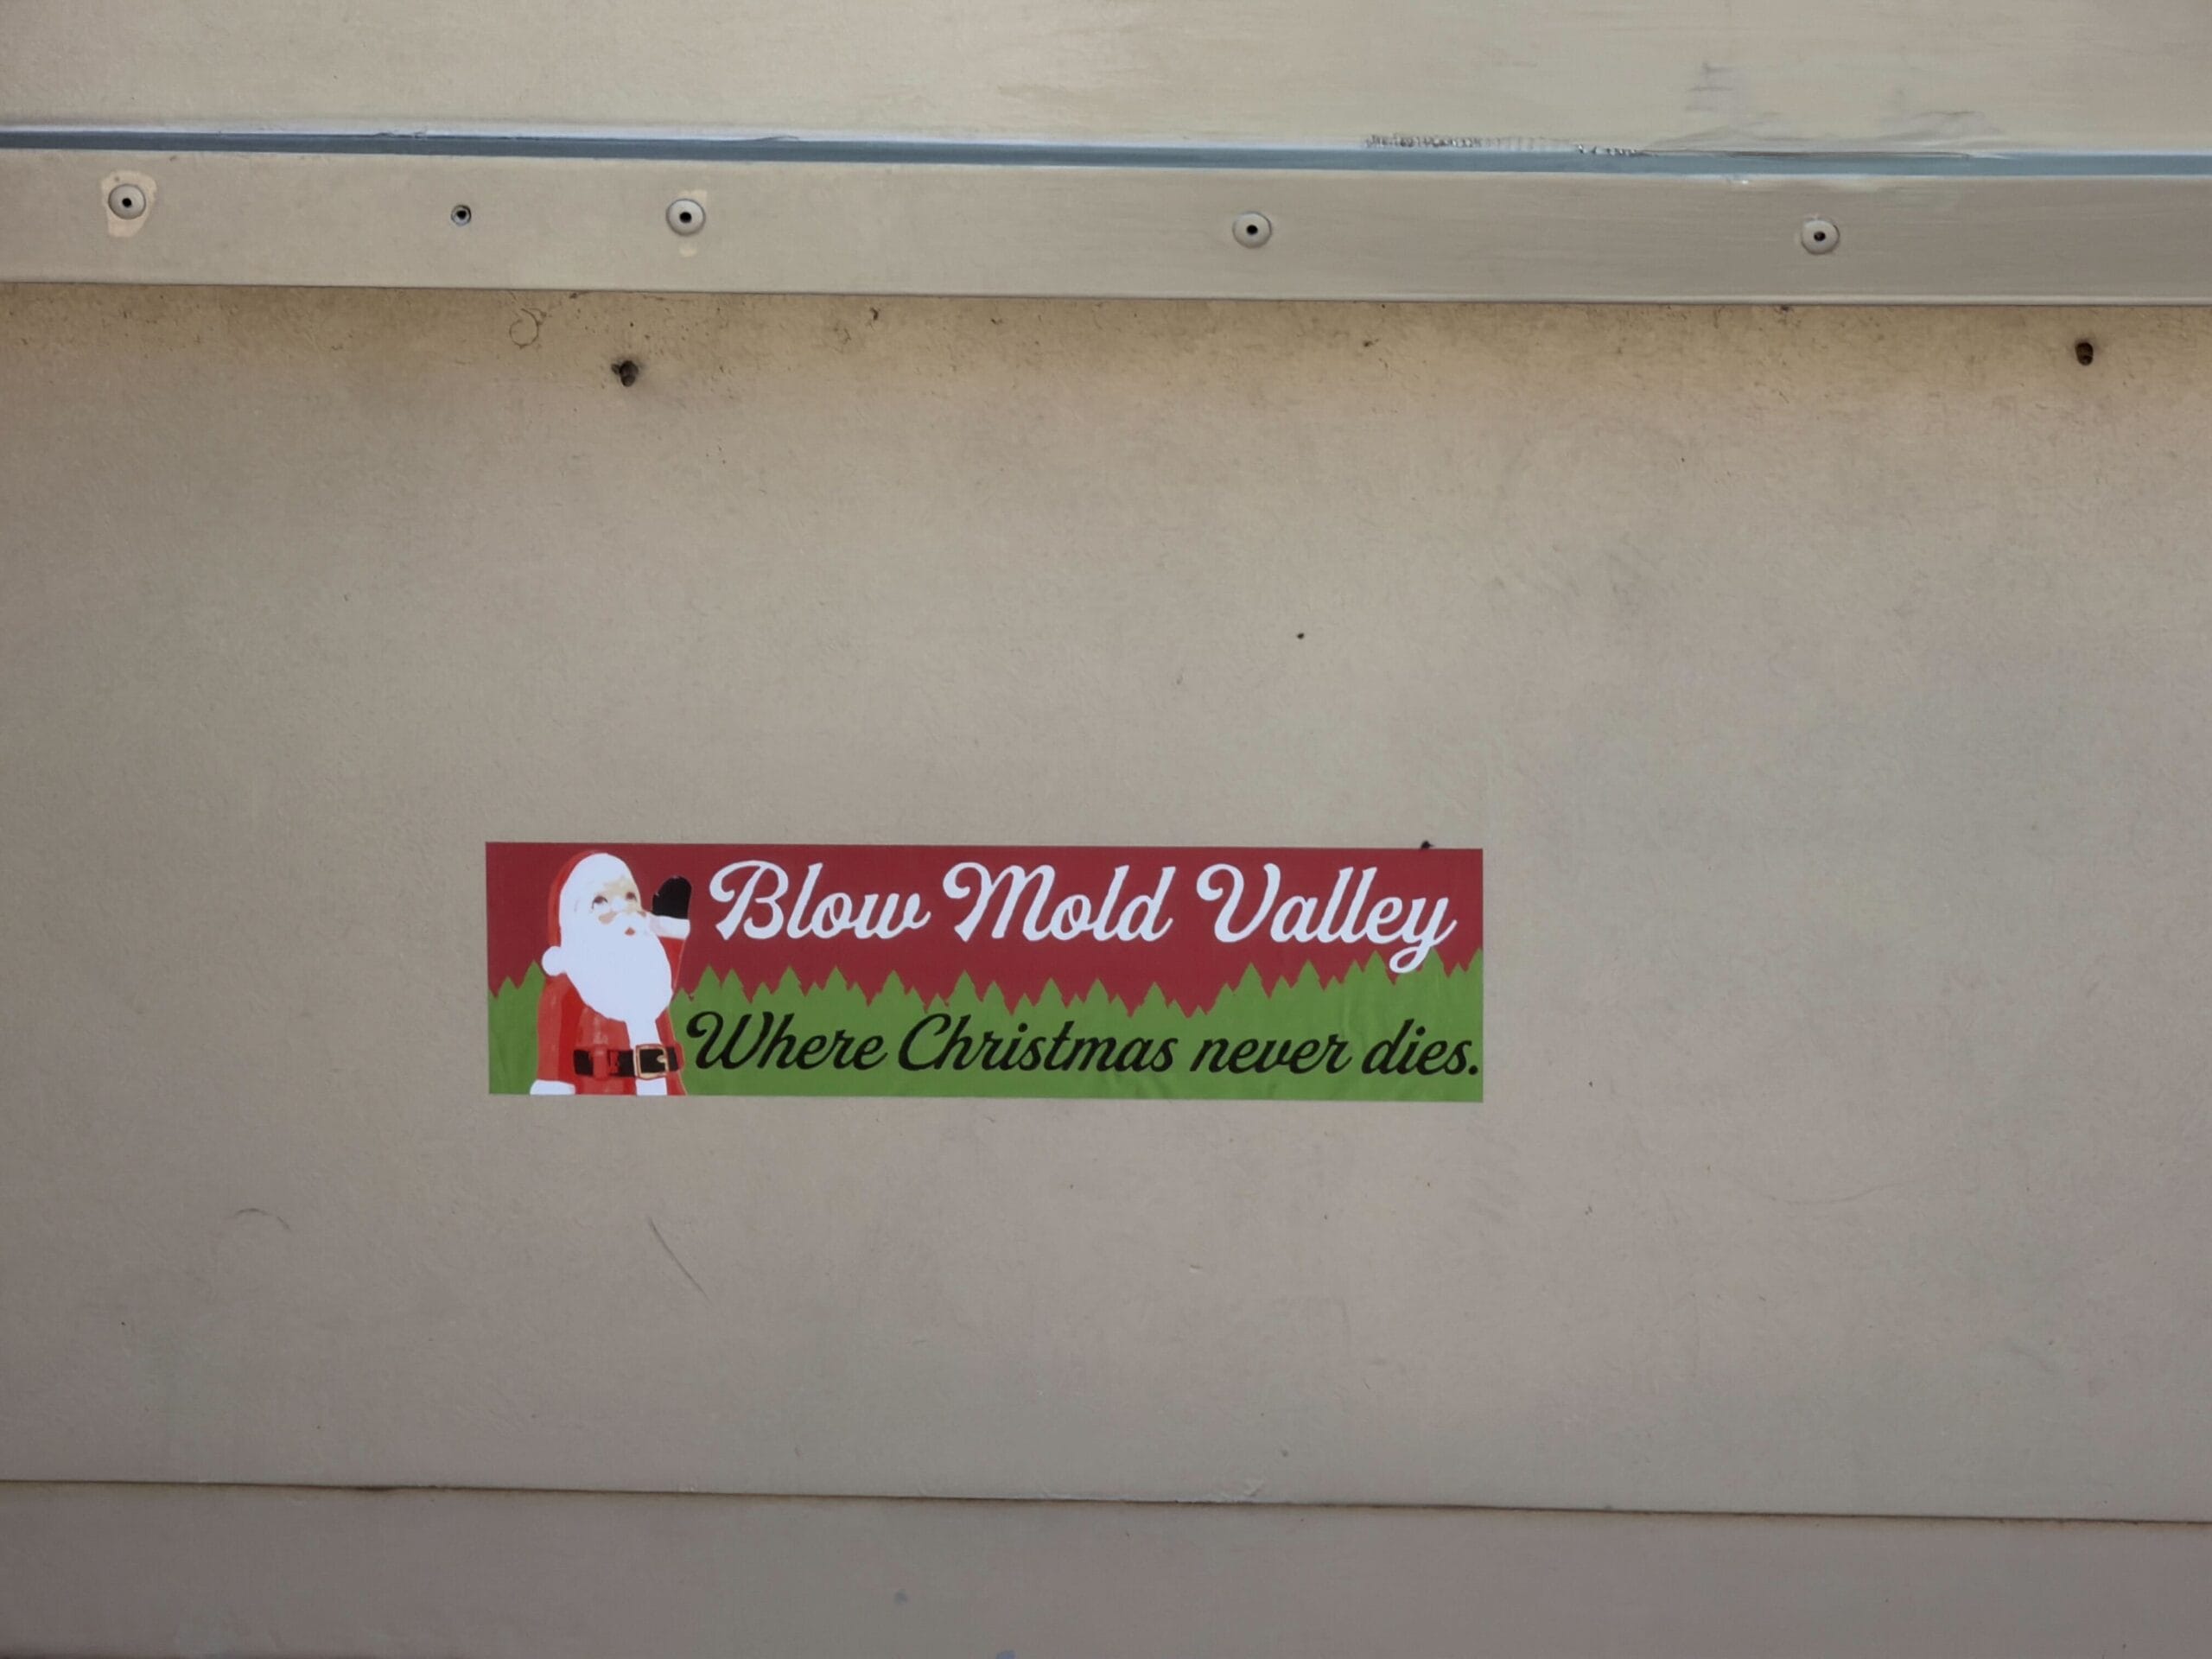 Blow Mold Valley
Where Christmas never dies.